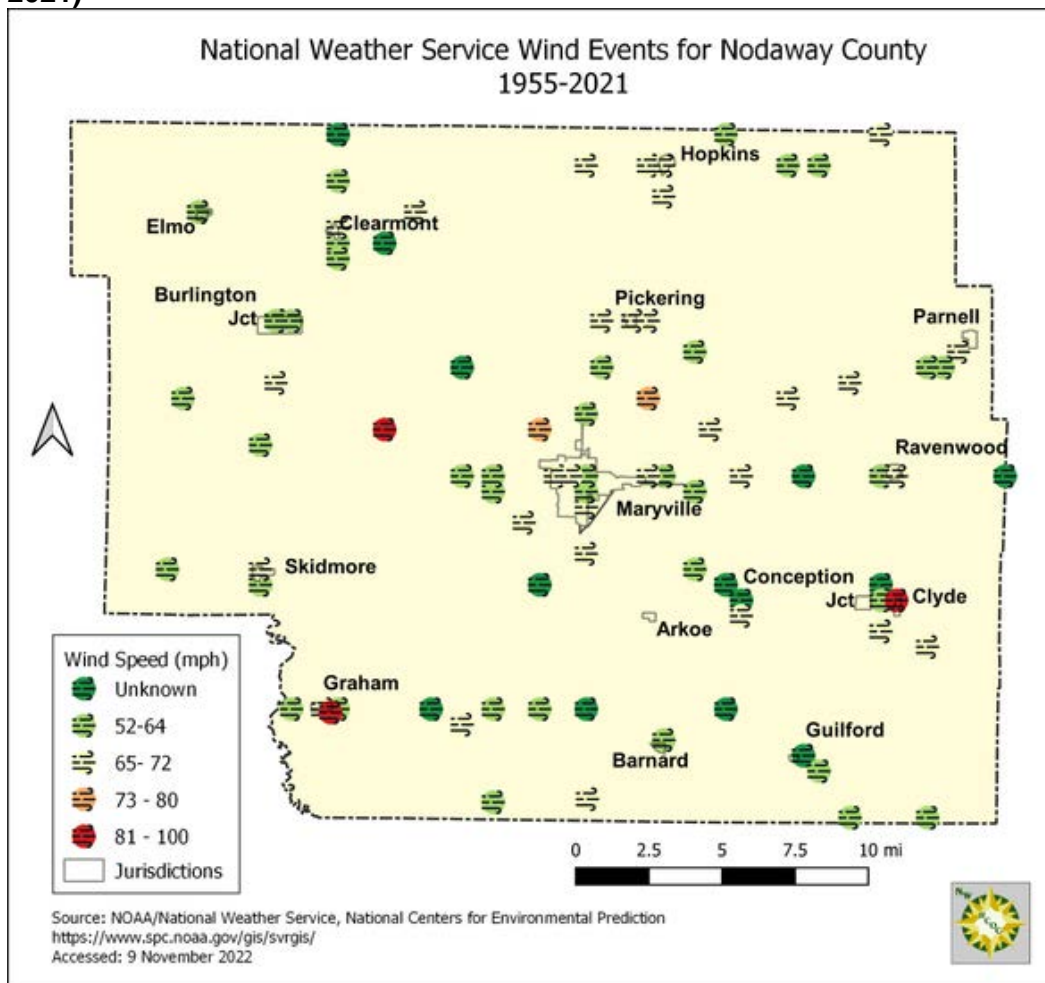 2021)
National Weather Service Wind Events for Nodaway County
1955-2021
Hopkins
Elmo
Clearmont
Burlington
Jct
Pickering
Parnell
Ravenwood
Maryville
Skidmore
Conception
Jct
Clyde
Arkoe
Graham
Guilford
Barnard
Wind Speed (mph)
Unknown
52-64
65- 72
73 - 80
81 - 100
Jurisdictions
0 2.5 5 7.5 10 mi
Source: NOAA/National Weather Service, National Centers for Environmental Prediction
https://www.spc.noaa.gov/gis/svrgis/
Accessed: 9 November 2022